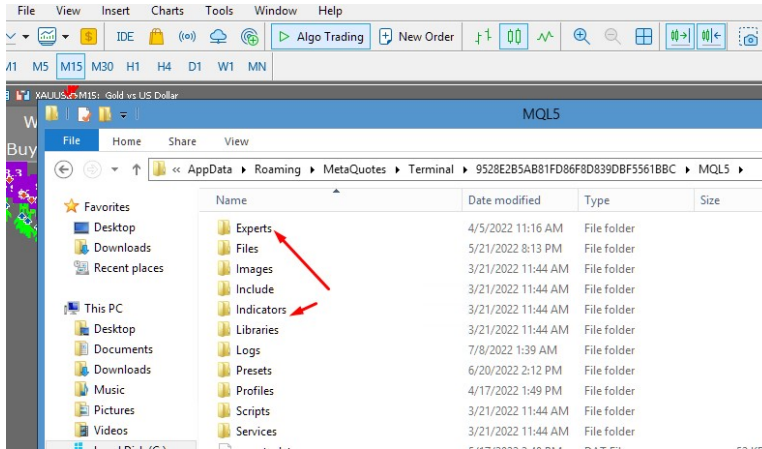 File View Insert Charts Tools Window Help
$ IDE Algo Trading New Order
M1 M5 M15 M30 H1 H4 D1 W1 MN
M15: Gold vs US Dollar
MQL5
File Home Share View
« AppData Roaming MetaQuotes Terminal 9528E2B5AB81FD86F8D839DBF5561BBC MQL5
Name Date modified Type Size
Buy
Favorites
Desktop
Downloads
Recent places
This PC
Desktop
Documents
Downloads
Music
Pictures
Videos
Experts 4/5/2022 11:16 AM File folder
Files 5/21/2022 8:13 PM File folder
Images 3/21/2022 11:44 AM File folder
Include 3/21/2022 11:44 AM File folder
Indicators 3/21/2022 11:44 AM File folder
Libraries 3/21/2022 11:44 AM File folder
Logs 7/8/2022 1:39 AM File folder
Presets 6/20/2022 2:12 PM File folder
Profiles 4/17/2022 1:49 PM File folder
Scripts 3/21/2022 11:44 AM File folder
Services 3/21/2022 11:44 AM File folder